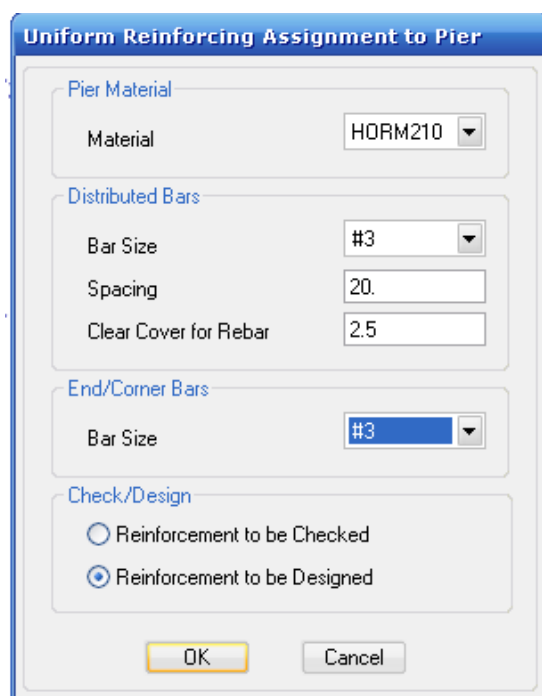 Uniform Reinforcing Assignment to Pier
Pier Material
Material HORM210
Distributed Bars
Bar Size #3
Spacing 20.
Clear Cover for Rebar 2.5
End/Corner Bars
Bar Size #3
Check/Design
Reinforcement to be Checked
Reinforcement to be Designed
OK Cancel